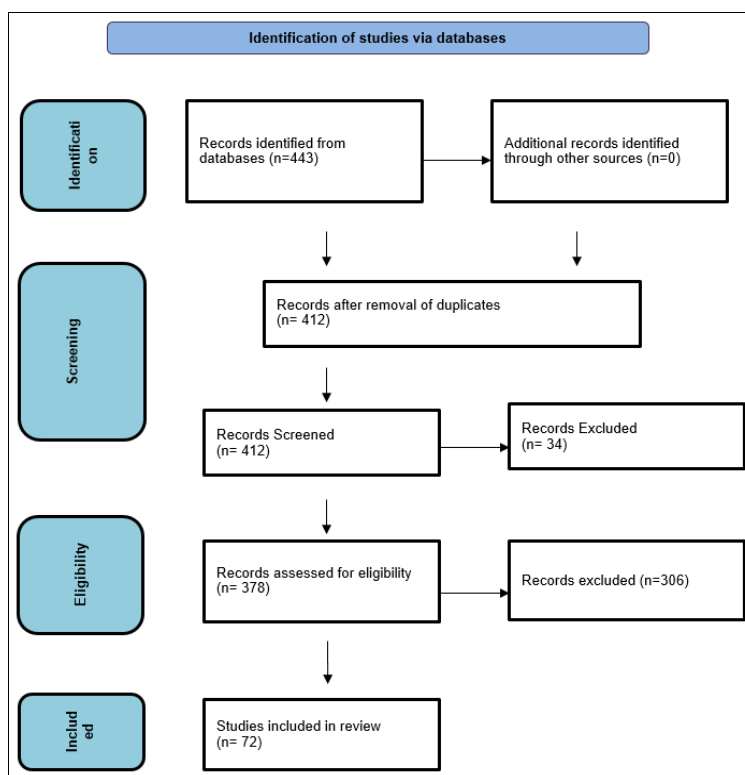 Identification of studies via databases
Identificati
on
Records identified from
databases (n=443)
Additional records identified
through other sources (n=0)
Screening
Records after removal of duplicates
(n= 412)
Records Screened
(n= 412)
Records Excluded
(n= 34)
Eligibility
Records assessed for eligibility
(n= 378)
Records excluded (n=306)
Includ
ed
Studies included in review
(n= 72)